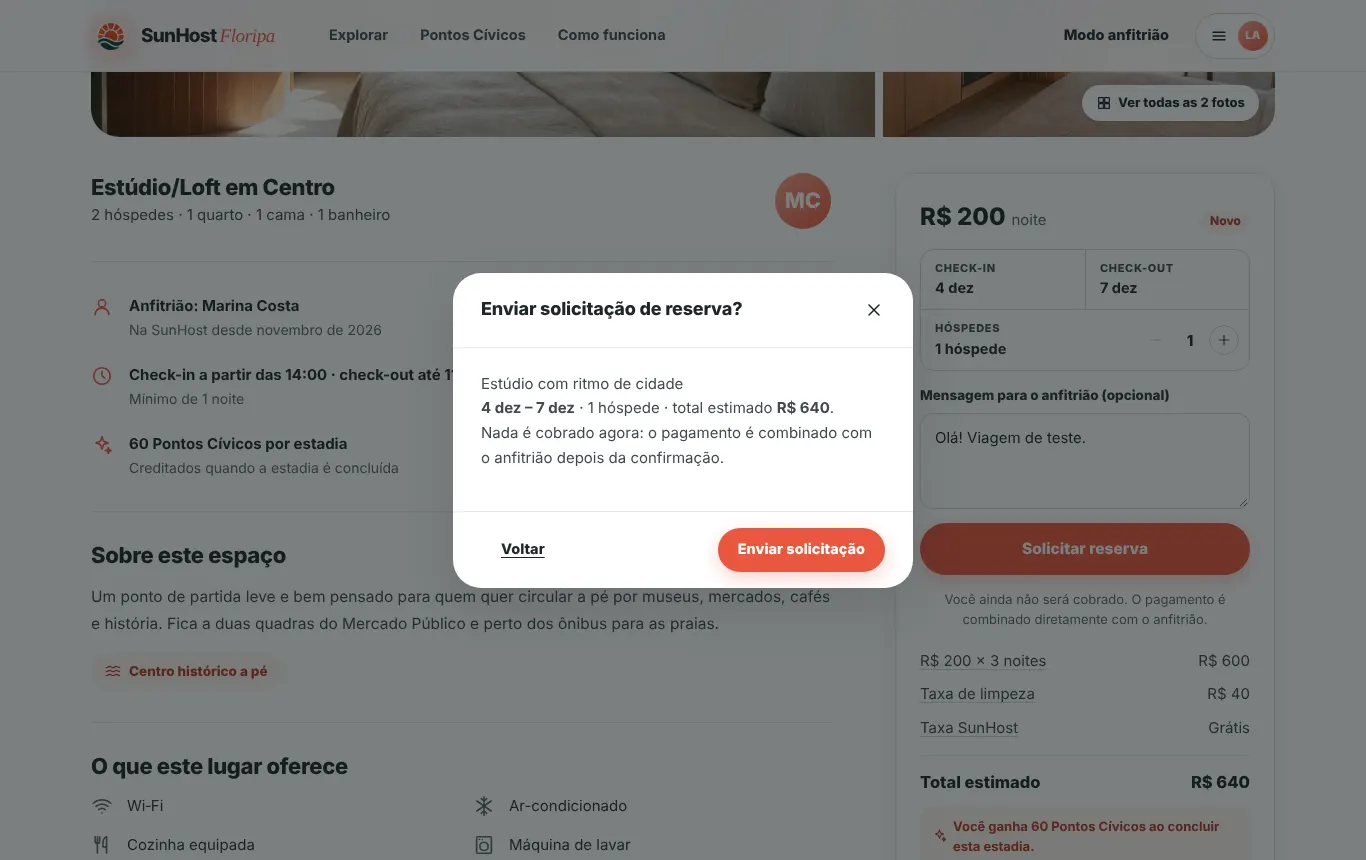 SunHost Floripa
Explorar
Pontos Cívicos
Como funciona
Modo anfitrião
LA
Ver todas as 2 fotos
Estúdio/Loft em Centro
2 hóspedes · 1 quarto · 1 cama · 1 banheiro
MC
Anfitrião: Marina Costa
Na SunHost desde novembro de 2026
Check-in a partir das 14:00 · check-out até
Mínimo de 1 noite
60 Pontos Cívicos por estadia
Creditados quando a estadia é concluída
Sobre este espaço
Um ponto de partida leve e bem pensado para quem quer circular a pé por museus, mercados, cafés
e história. Fica a duas quadras do Mercado Público e perto dos ônibus para as praias.
Centro histórico a pé
O que este lugar oferece
Wi-Fi
Ar-condicionado
Cozinha equipada
Máquina de lavar
Enviar solicitação de reserva?
Estúdio com ritmo de cidade
4 dez – 7 dez · 1 hóspede · total estimado R$ 640.
Nada é cobrado agora: o pagamento é combinado com
o anfitrião depois da confirmação.
Voltar
Enviar solicitação
R$ 200 noite
Novo
CHECK-IN
4 dez
CHECK-OUT
7 dez
HÓSPEDES
1 hóspede
1
Mensagem para o anfitrião (opcional)
Olá! Viagem de teste.
Solicitar reserva
Você ainda não será cobrado. O pagamento é
combinado diretamente com o anfitrião.
R$ 200 × 3 noites
R$ 600
Taxa de limpeza
R$ 40
Taxa SunHost
Grátis
Total estimado
R$ 640
Você ganha 60 Pontos Cívicos ao concluir
esta estadia.